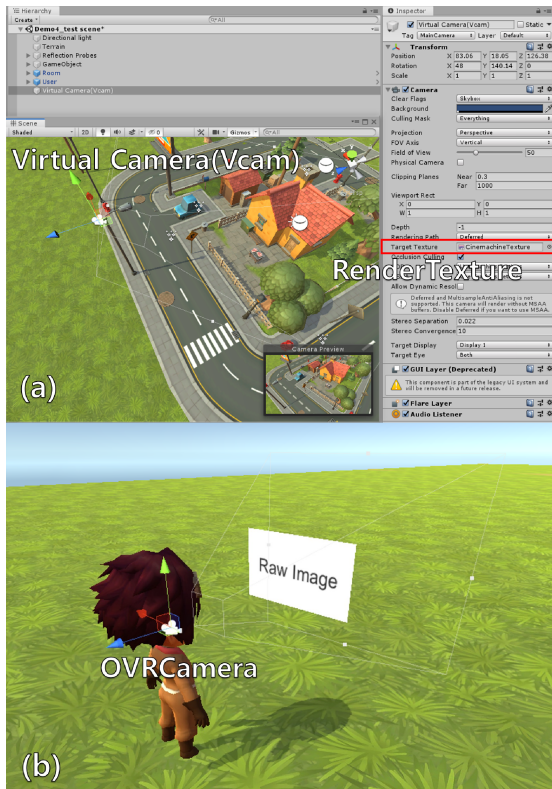 Hierarchy
Create
All
Demo4_test scene*
Directional light
Terrain
Reflection Probes
GameObject
Room
User
Virtual Camera(Vcam)
Scene
Shaded
2D
0
Gizmos
All
Virtual Camera(Vcam)
Camera Preview
(a)
Inspector
Virtual Camera(Vcam)
Static
Tag MainCamera Layer Default
Transform
Position X 83.06 Y 18.05 Z 126.38
Rotation X 48 Y 140.14 Z 0
Scale X 1 Y 1 Z 1
Camera
Clear Flags Skybox
Background
Culling Mask Everything
Projection Perspective
FOV Axis Vertical
Field of View 50
Physical Camera
Clipping Planes Near 0.3
Far 1000
Viewport Rect
X 0 Y 0
W 1 H 1
Depth -1
Rendering Path Deferred
Target Texture CinemachineTexture
Occlusion Culling
RenderTexture
Allow Dynamic Resol
Deferred and MultisampleAntiAliasing is not
supported. This camera will render without MSAA
buffers. Disable Deferred if you want to use MSAA.
Stereo Separation 0.022
Stereo Convergence 10
Target Display Display 1
Target Eye Both
GUI Layer (Deprecated)
This component is part of the legacy UI system and
will be removed in a future release.
Flare Layer
Audio Listener
Raw Image
OVRCamera
(b)